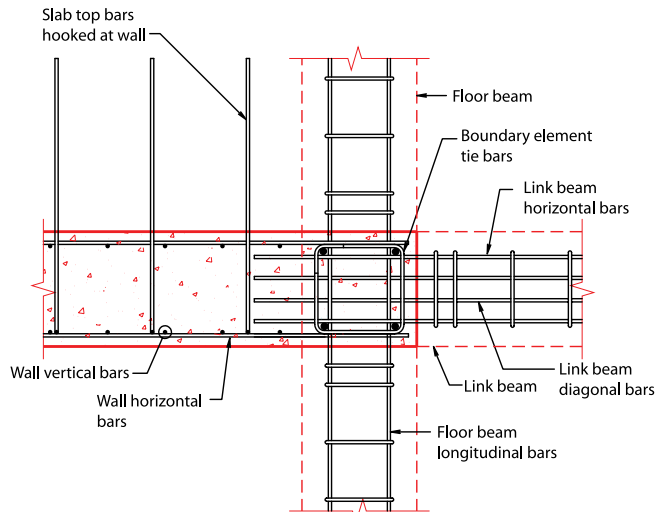 Slab top bars
hooked at wall
Floor beam
Boundary element
tie bars
Link beam
horizontal bars
Wall vertical bars
Wall horizontal
bars
Link beam
Link beam
diagonal bars
Floor beam
longitudinal bars